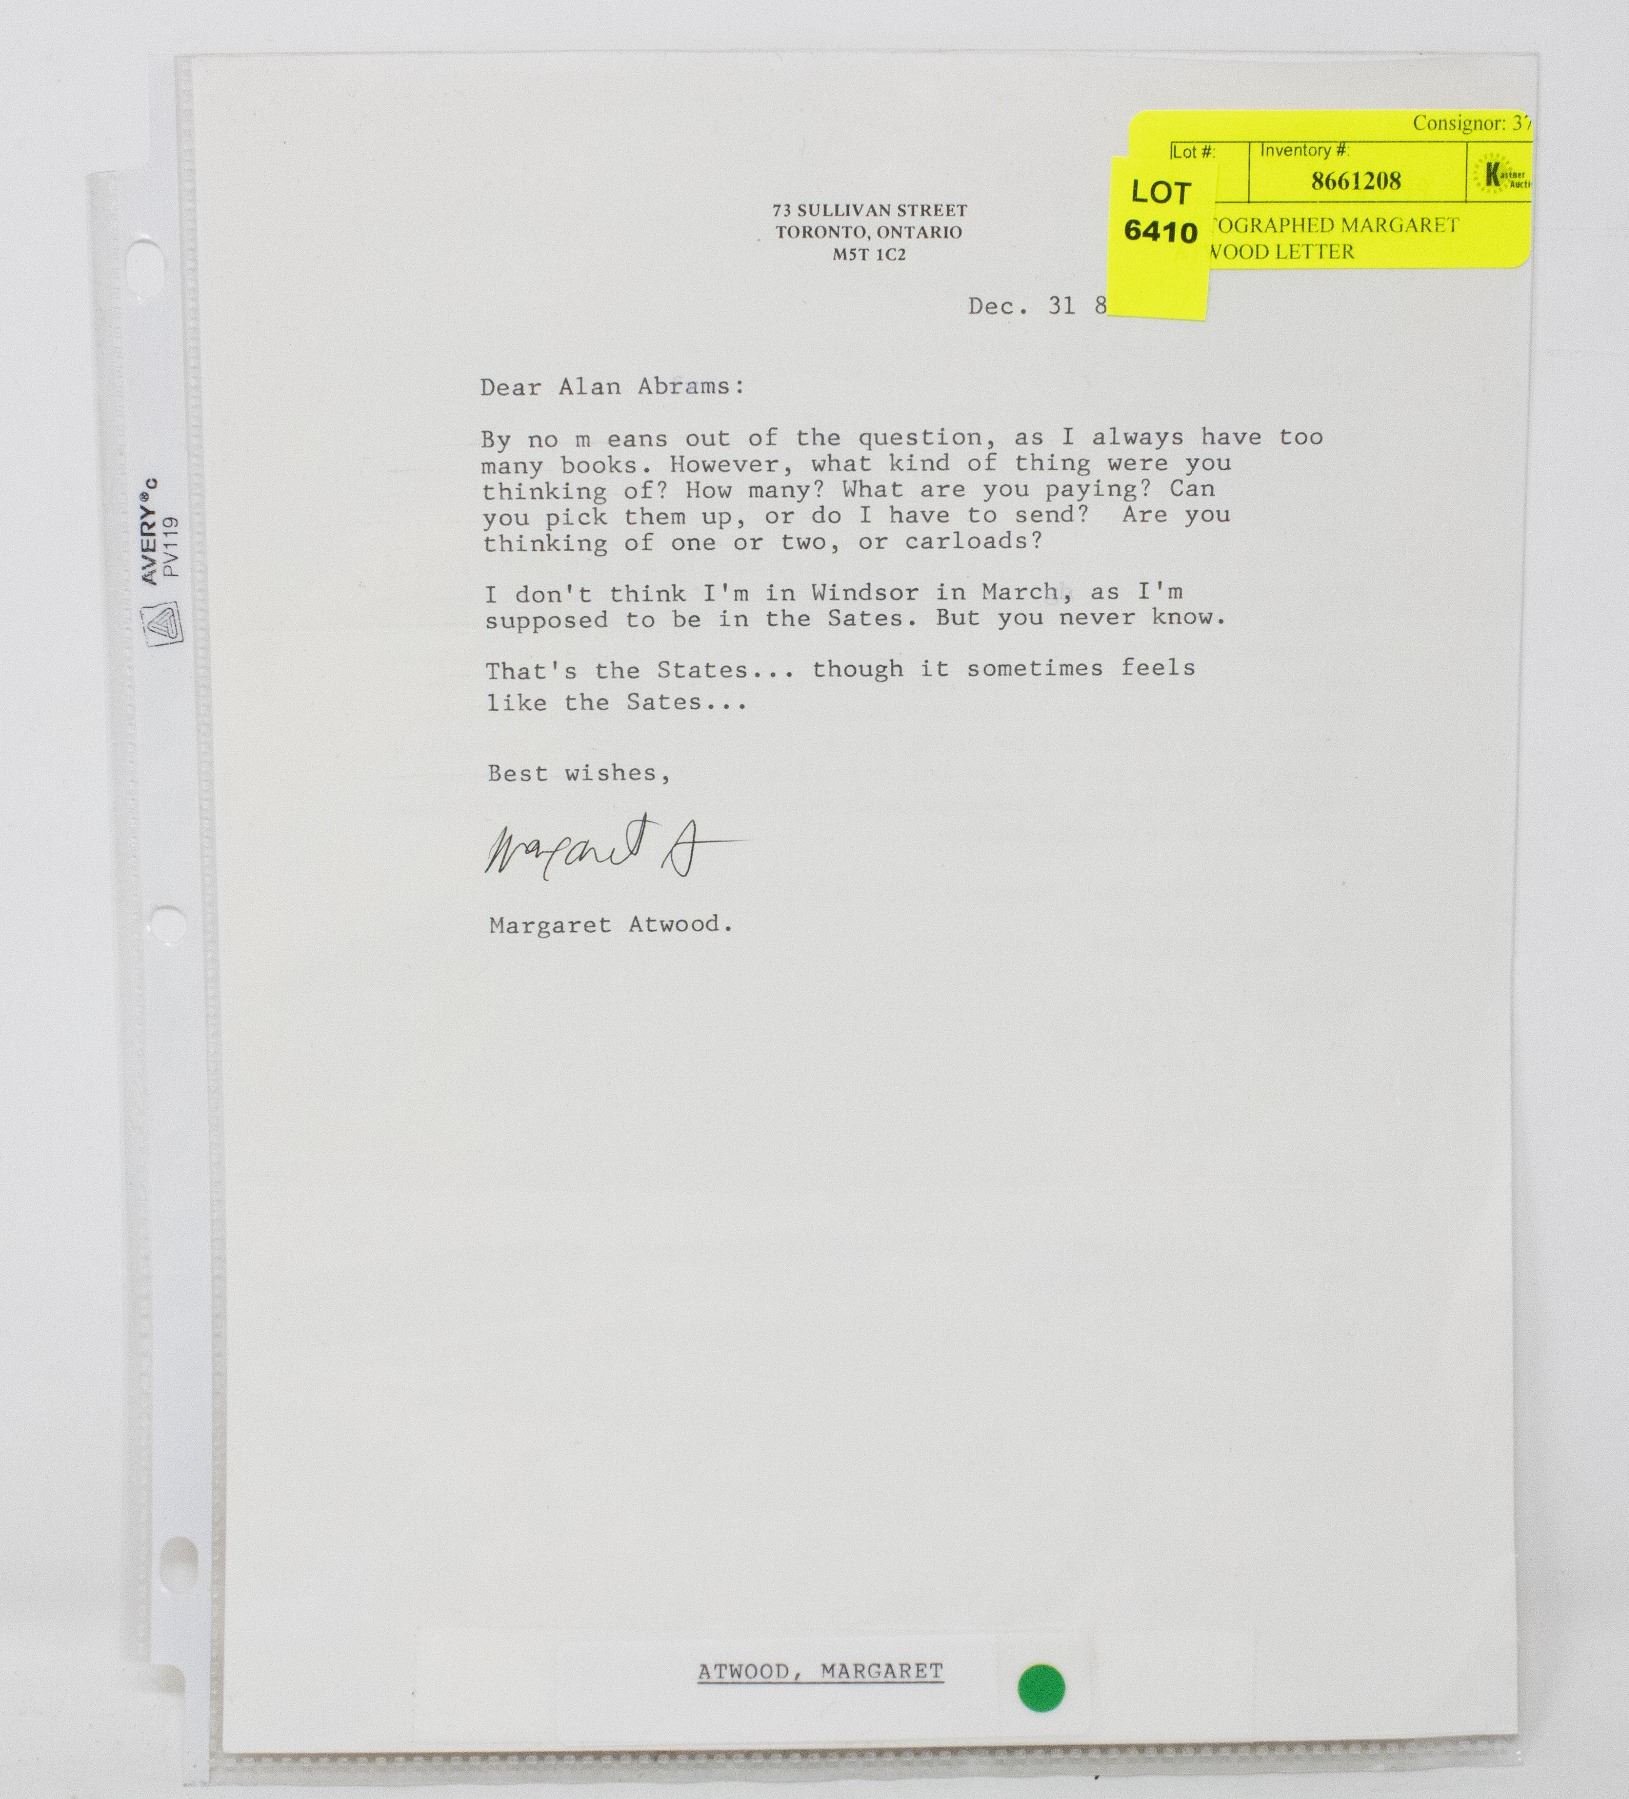 Consignor: 37
Lot #:
Inventory #:
8661208
Kastner
Aucti
LOT
6410
TOGRAPHED MARGARET
WOOD LETTER
73 SULLIVAN STREET
TORONTO, ONTARIO
M5T 1C2
Dec. 31 8
Dear Alan Abrams:
By no m eans out of the question, as I always have too
many books. However, what kind of thing were you
thinking of? How many? What are you paying? Can
you pick them up, or do I have to send?  Are you
thinking of one or two, or carloads?
I don't think I'm in Windsor in March, as I'm
supposed to be in the Sates. But you never know.
That's the States... though it sometimes feels
like the Sates...
Best wishes,
Margaret A
Margaret Atwood.
AVERY® C
PV119
ATWOOD, MARGARET